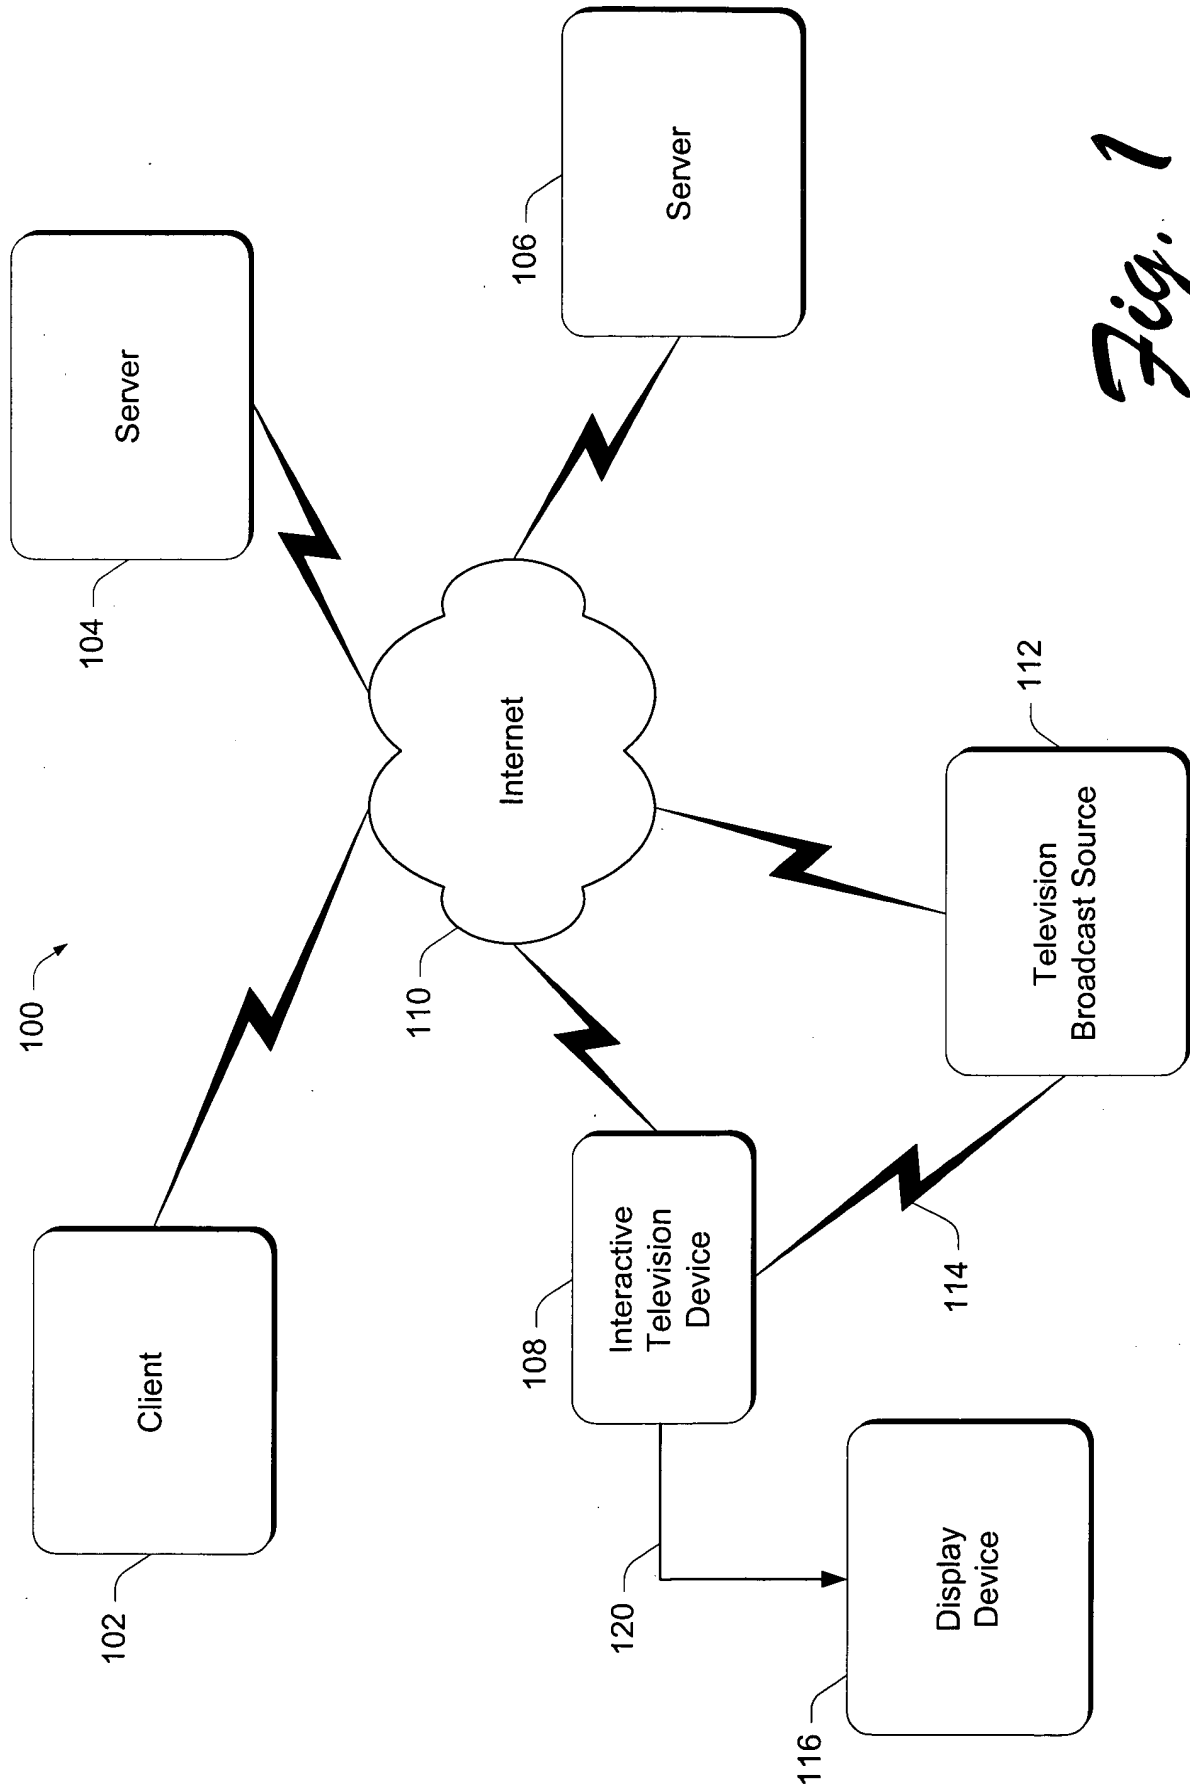 100
102
Client
104
Server
106
Server
110
Internet
108
Interactive
Television
Device
120
116
Display
Device
114
112
Television
Broadcast Source
Fig. 1